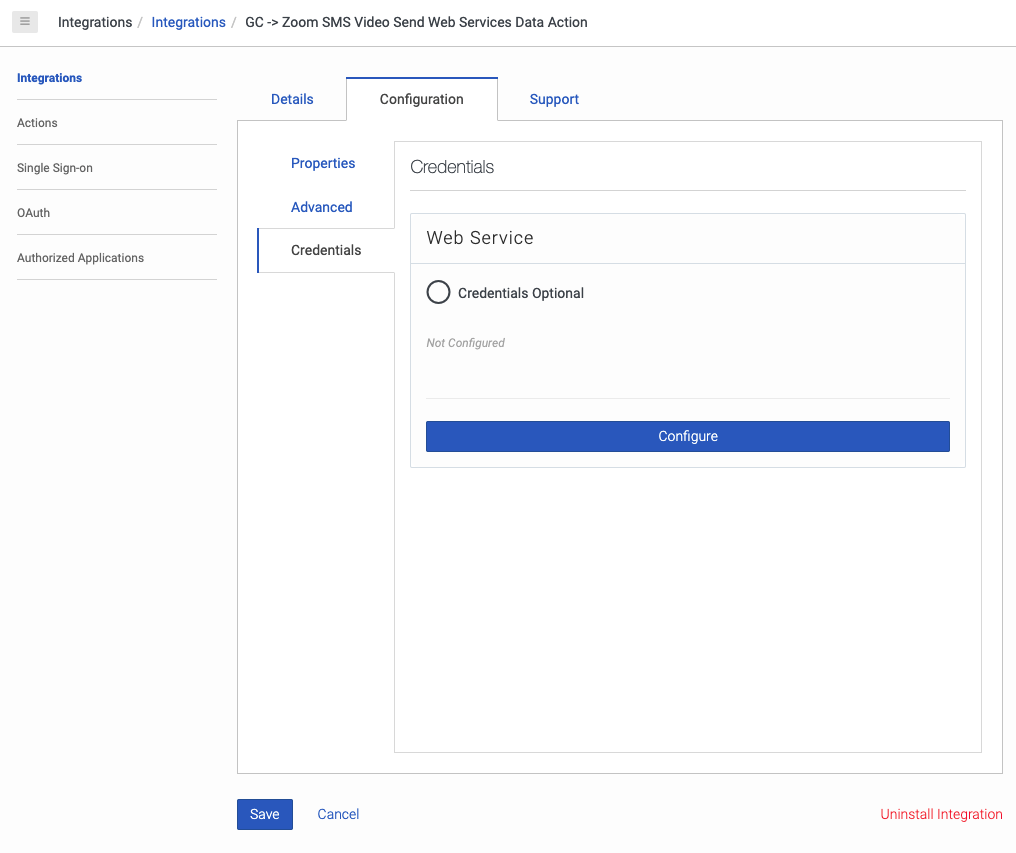 Integrations / Integrations / GC -> Zoom SMS Video Send Web Services Data Action
Integrations
Actions
Single Sign-on
OAuth
Authorized Applications
Details
Configuration
Support
Properties
Advanced
Credentials
Credentials
Web Service
Credentials Optional
Not Configured
Configure
Save
Cancel
Uninstall Integration